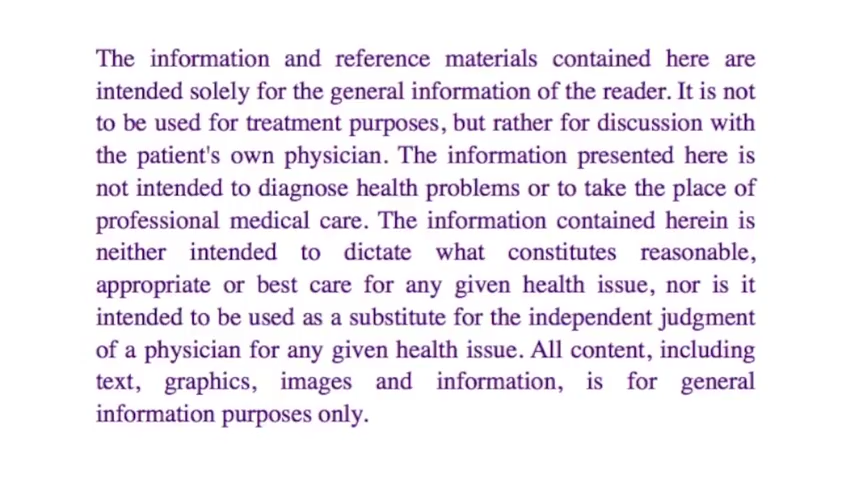 The information and reference materials contained here are
intended solely for the general information of the reader. It is not
to be used for treatment purposes, but rather for discussion with
the patient's own physician. The information presented here is
not intended to diagnose health problems or to take the place of
professional medical care. The information contained herein is
neither intended to dictate what constitutes reasonable,
appropriate or best care for any given health issue, nor is it
intended to be used as a substitute for the independent judgment
of a physician for any given health issue. All content, including
text, graphics, images and information, is for general
information purposes only.